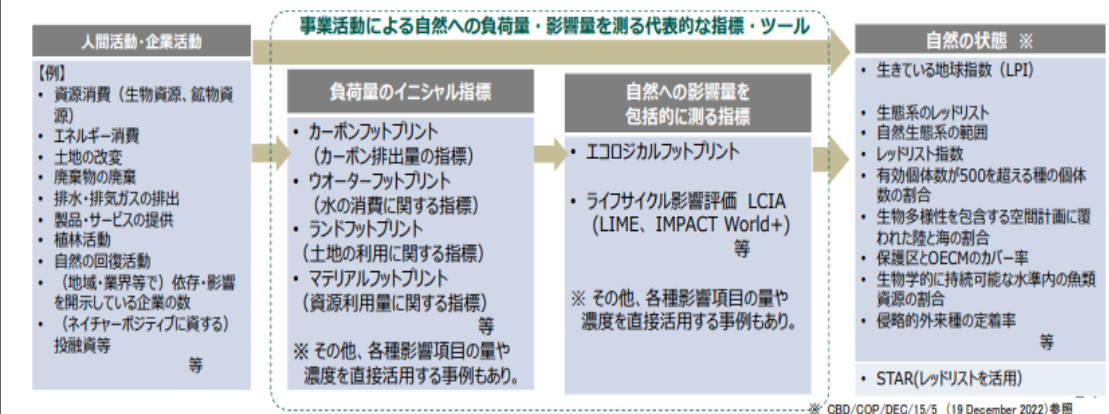 事業活動による自然への負荷量・影響量を測る代表的な指標・ツール
人間活動・企業活動
【例】
• 資源消費（生物資源、鉱物資
源）
• エネルギー消費
• 土地の改変
• 廃棄物の廃棄
• 排水・排気ガスの排出
• 製品・サービスの提供
• 植林活動
• 自然の回復活動
• （地域・業界等で）依存・影響
を開示している企業の数
• （ネイチャーポジティブに資する）
投融資等
等
負荷量のイニシャル指標
• カーボンフットプリント
（カーボン排出量の指標）
• ウオーターフットプリント
（水の消費に関する指標）
• ランドフットプリント
（土地の利用に関する指標）
• マテリアルフットプリント
（資源利用量に関する指標）
等
※ その他、各種影響項目の量や
濃度を直接活用する事例もあり。
自然への影響量を
包括的に測る指標
• エコロジカルフットプリント
• ライフサイクル影響評価 LCIA
(LIME、IMPACT World+)
等
※ その他、各種影響項目の量や
濃度を直接活用する事例もあり。
自然の状態 ※
• 生きている地球指数（LPI）
• 生態系のレッドリスト
• 自然生態系の範囲
• レッドリスト指数
• 有効個体数が500を超える種の個体
数の割合
• 生物多様性を包含する空間計画に覆
われた陸と海の割合
• 保護区とOECMのカバー率
• 生物学的に持続可能な水準内の魚類
資源の割合
• 侵略的外来種の定着率
等
• STAR(レッドリストを活用)
※ CBD/COP/DEC/15/5 (19 December 2022)参照